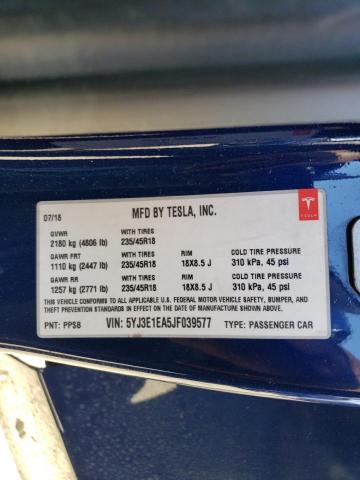 07/18 MFD BY TESLA, INC. TESLA
GVWR WITH TIRES
2180 kg (4806 lb) 235/45R18
GAWR FRT WITH TIRES RIM COLD TIRE PRESSURE
1110 kg (2447 lb) 235/45R18 18X8.5 J 310 kPa, 45 psi
GAWR RR WITH TIRES RIM COLD TIRE PRESSURE
1257 kg (2771 lb) 235/45R18 18X8.5 J 310 kPa, 45 psi
THIS VEHICLE CONFORMS TO ALL APPLICABLE U.S. FEDERAL MOTOR VEHICLE SAFETY, BUMPER, AND
THEFT PREVENTION STANDARDS IN EFFECT ON THE DATE OF MANUFACTURE SHOWN ABOVE.
PNT: PPSB VIN: 5YJ3E1EA5JF039577 TYPE: PASSENGER CAR